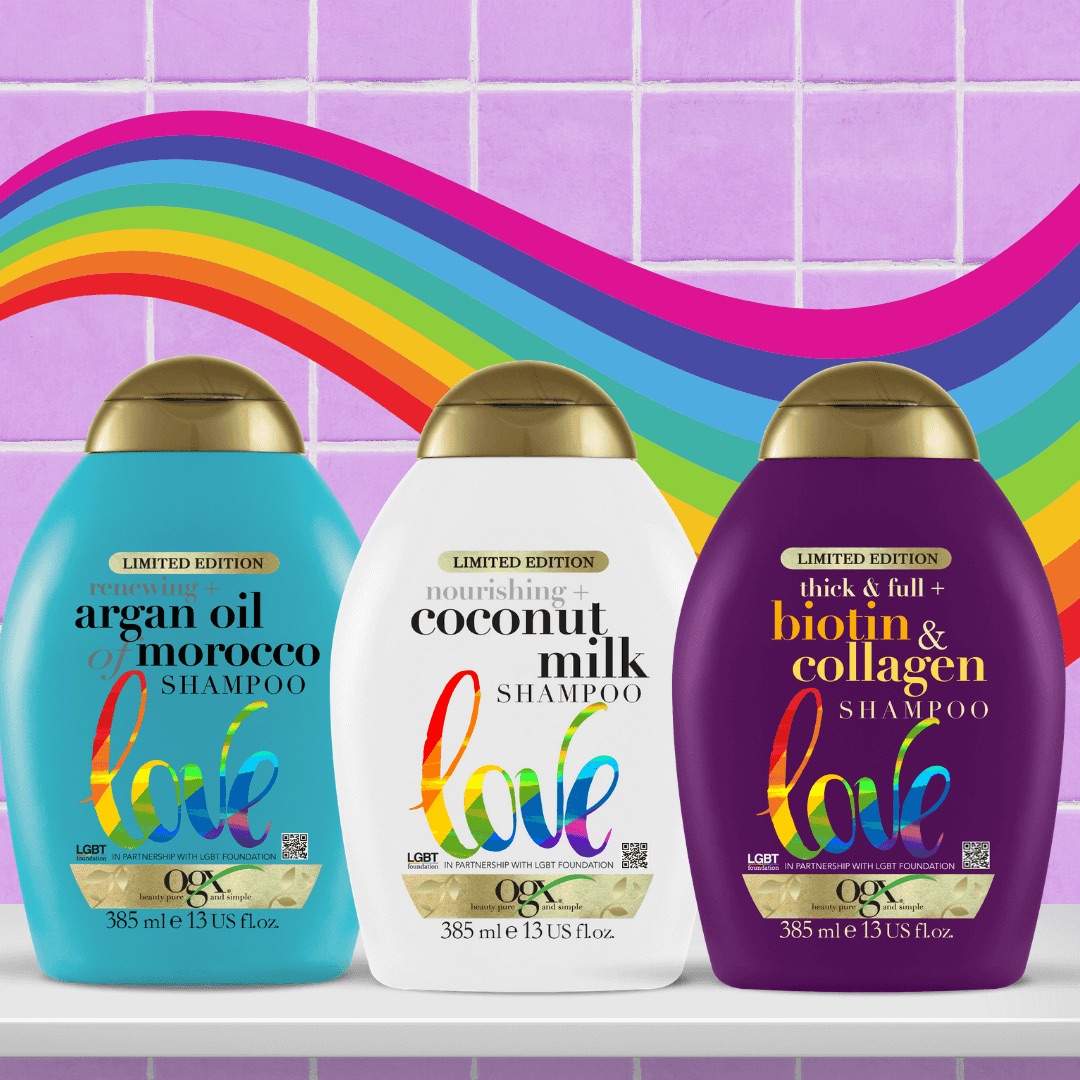 LIMITED EDITION
renewing +
argan oil
of morocco
SHAMPOO
love
LGBT
foundation
IN PARTNERSHIP WITH LGBT FOUNDATION
ogx®
beauty pure and simple
385 ml e 13 US fl.oz.
LIMITED EDITION
nourishing +
coconut
milk
SHAMPOO
love
LGBT
foundation
IN PARTNERSHIP WITH LGBT FOUNDATION
ogx®
beauty pure and simple
385 ml e 13 US fl.oz.
LIMITED EDITION
thick & full +
biotin &
collagen
SHAMPOO
love
LGBT
foundation
IN PARTNERSHIP WITH LGBT FOUNDATION
ogx®
beauty pure and simple
385 ml e 13 US fl.oz.